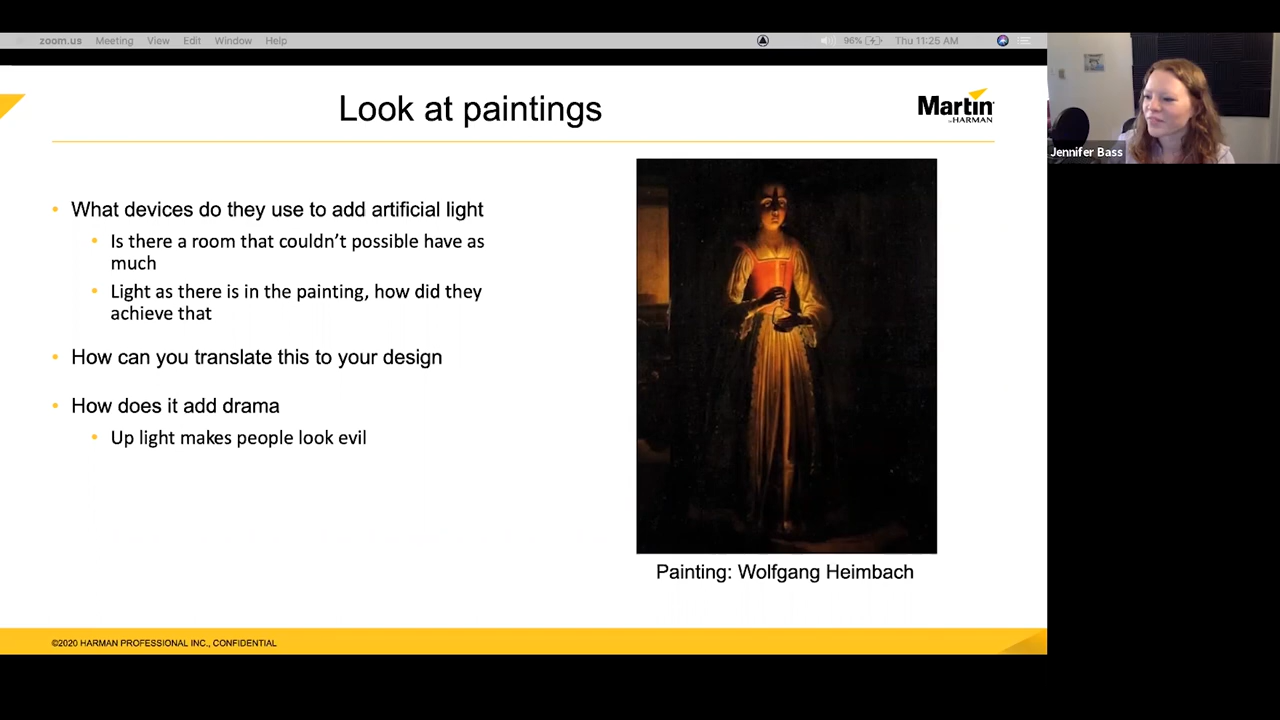 zoom.us Meeting View Edit Window Help 96% Thu 11:25 AM
Look at paintings
Martin
by HARMAN
Jennifer Bass
What devices do they use to add artificial light
Is there a room that couldn't possible have as
much
Light as there is in the painting, how did they
achieve that
How can you translate this to your design
How does it add drama
Up light makes people look evil
Painting: Wolfgang Heimbach
©2020 HARMAN PROFESSIONAL INC., CONFIDENTIAL